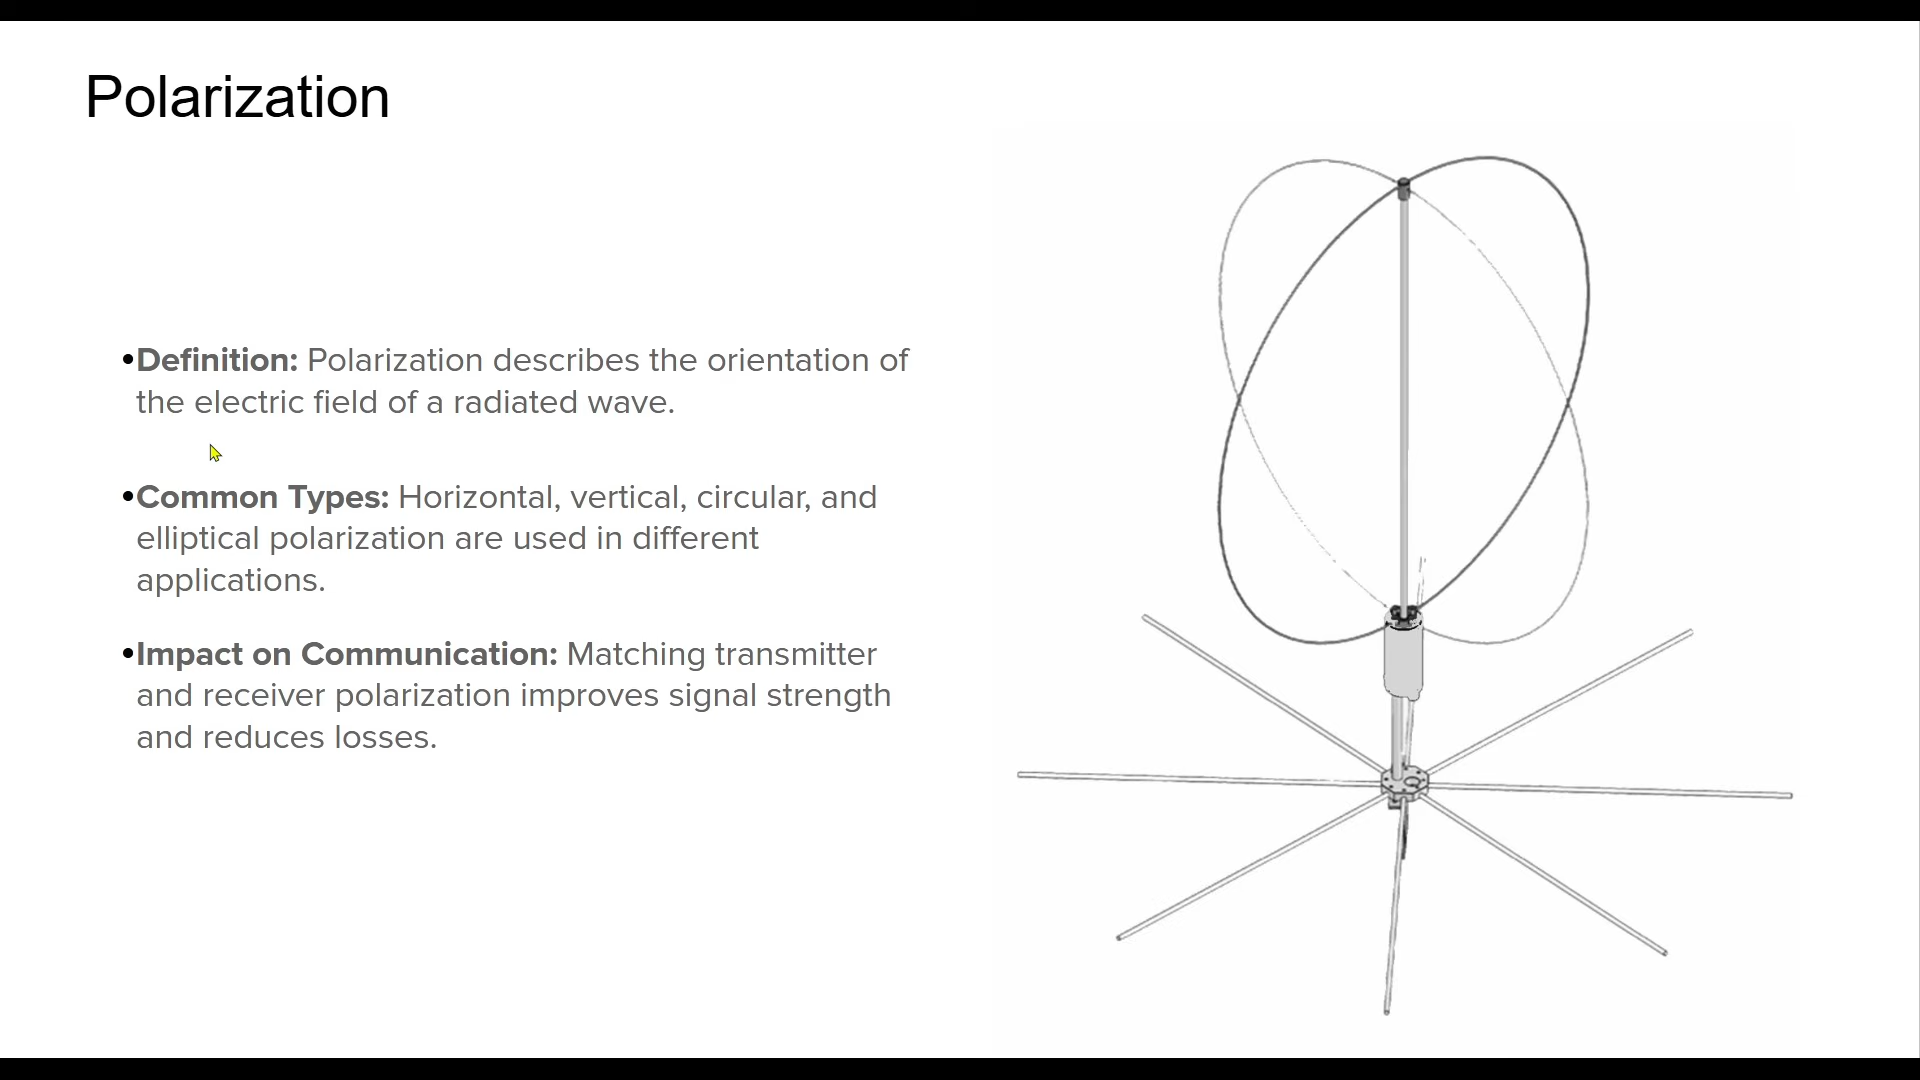 Polarization
•Definition: Polarization describes the orientation of
the electric field of a radiated wave.
•Common Types: Horizontal, vertical, circular, and
elliptical polarization are used in different
applications.
•Impact on Communication: Matching transmitter
and receiver polarization improves signal strength
and reduces losses.